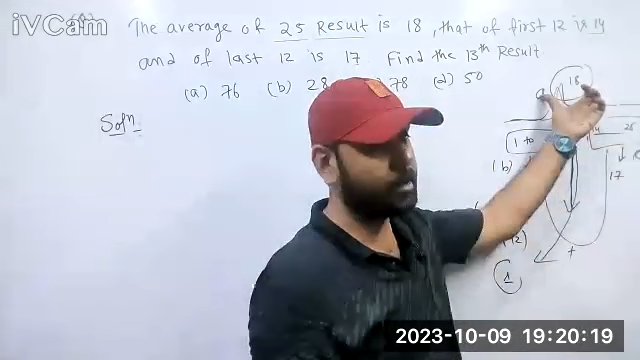 iVCam
The average of 25 Result is 18, that of first 12 is 14
and of last 12 is 17. Find the 13th Result
(a) 76 (b) 28 78 (d) 50
Soln
18
1 to
25
(b)
17
12)
+
1
2023-10-09 19:20:19